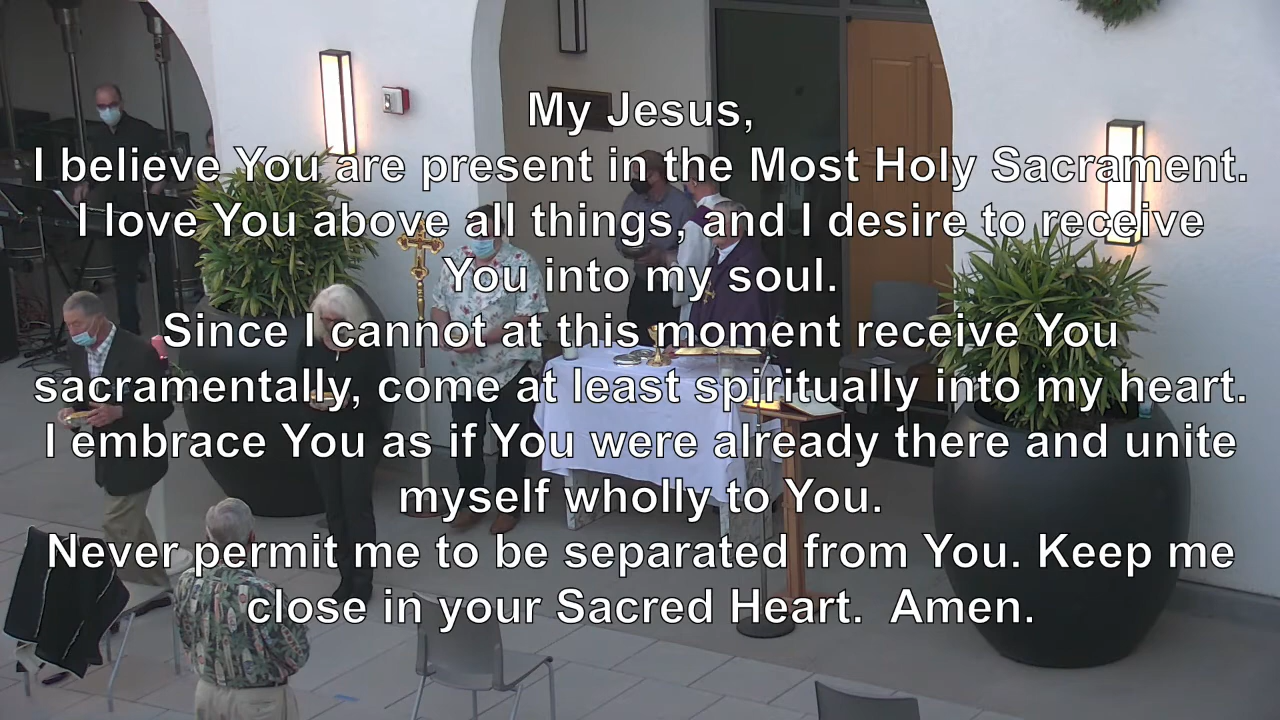 My Jesus,
I believe You are present in the Most Holy Sacrament.
I love You above all things, and I desire to receive
You into my soul.
Since I cannot at this moment receive You
sacramentally, come at least spiritually into my heart.
I embrace You as if You were already there and unite
myself wholly to You.
Never permit me to be separated from You. Keep me
close in your Sacred Heart.  Amen.